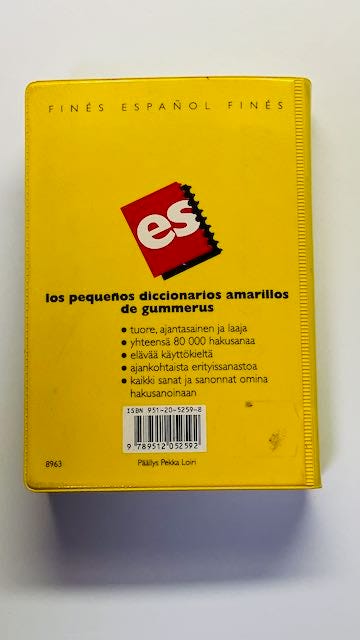 FINÉS ESPAÑOL FINÉS
es
los pequeños diccionarios amarillos
de gummerus
• tuore, ajantasainen ja laaja
• yhteensä 80 000 hakusanaa
• elävää käyttökieltä
• ajankohtaista erityissanastoa
• kaikki sanat ja sanonnat omina
hakusanoinaan
ISBN 951-20-5259-8
9 789512 052592
8963
Päällys Pekka Loiri